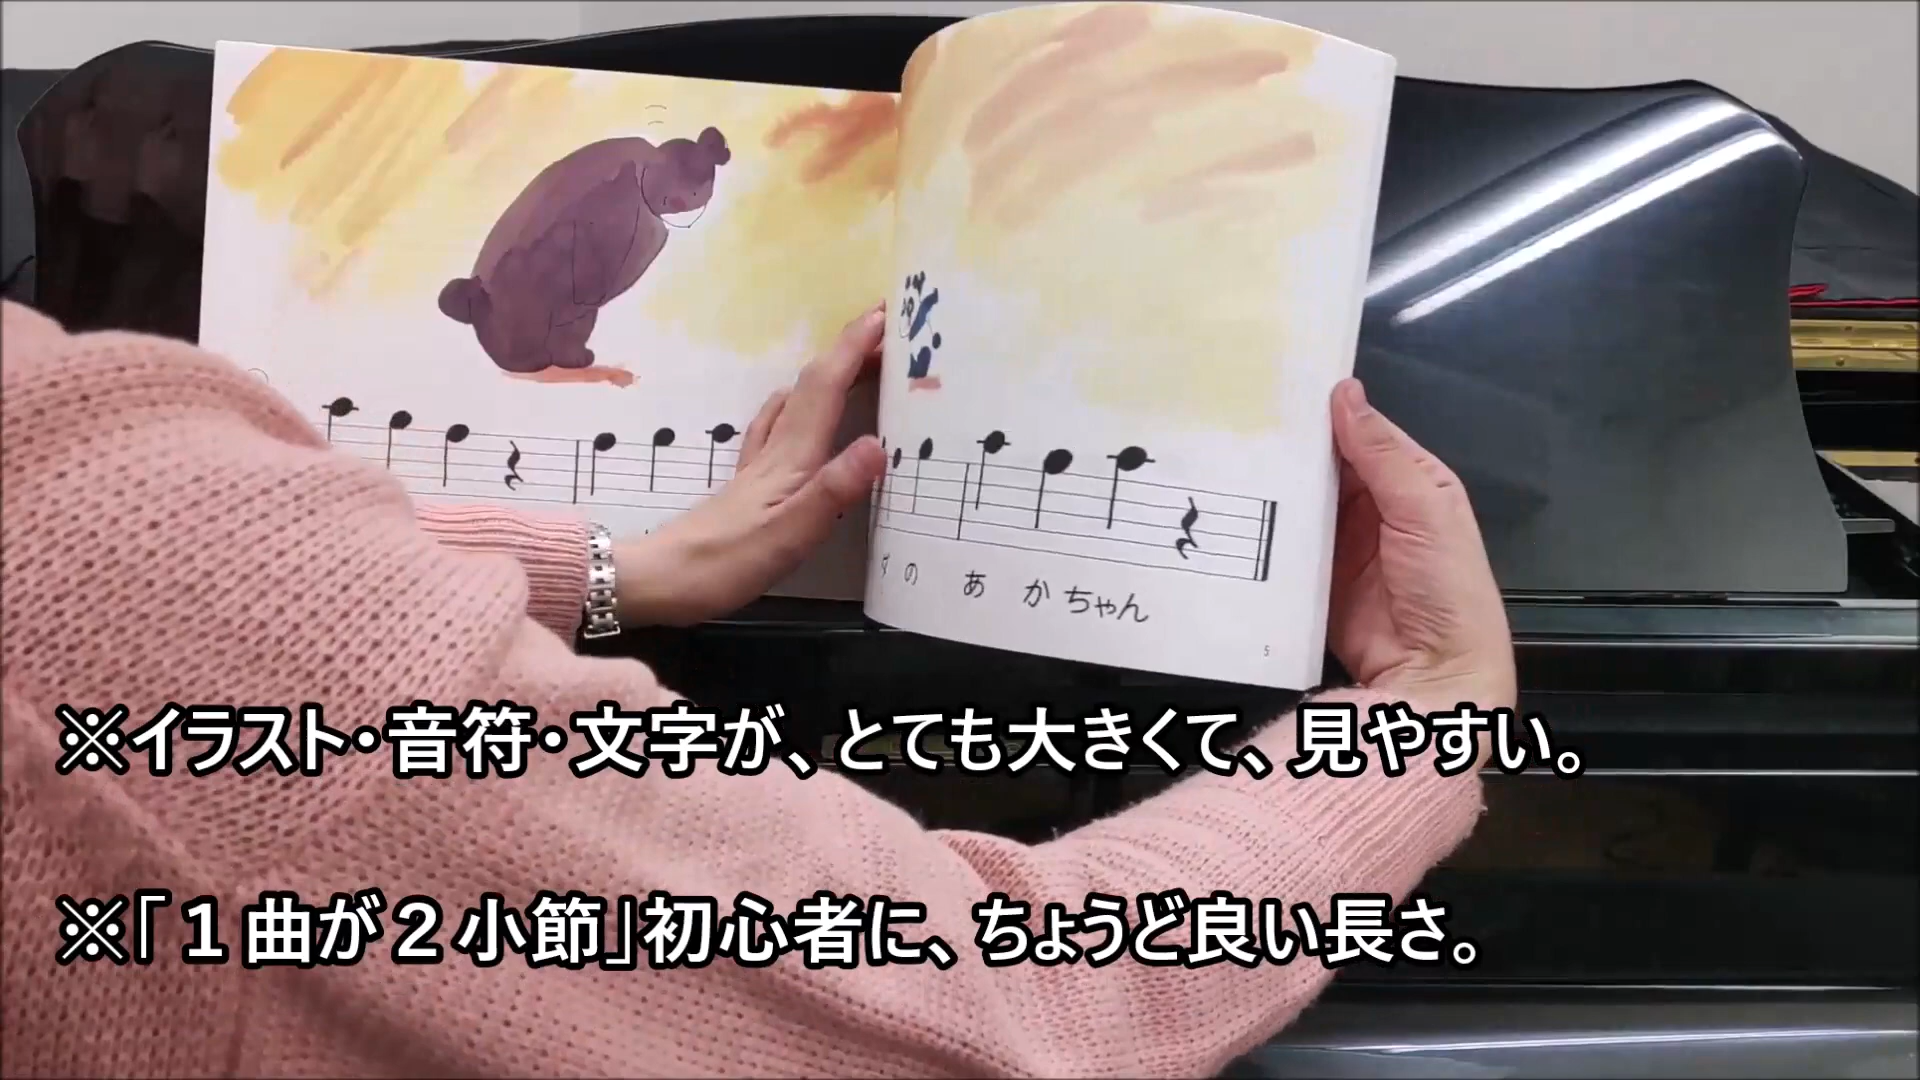 の あ か ちゃん
5
※イラスト・音符・文字が、とても大きくて、見やすい。
※「１曲が２小節」初心者に、ちょうど良い長さ。